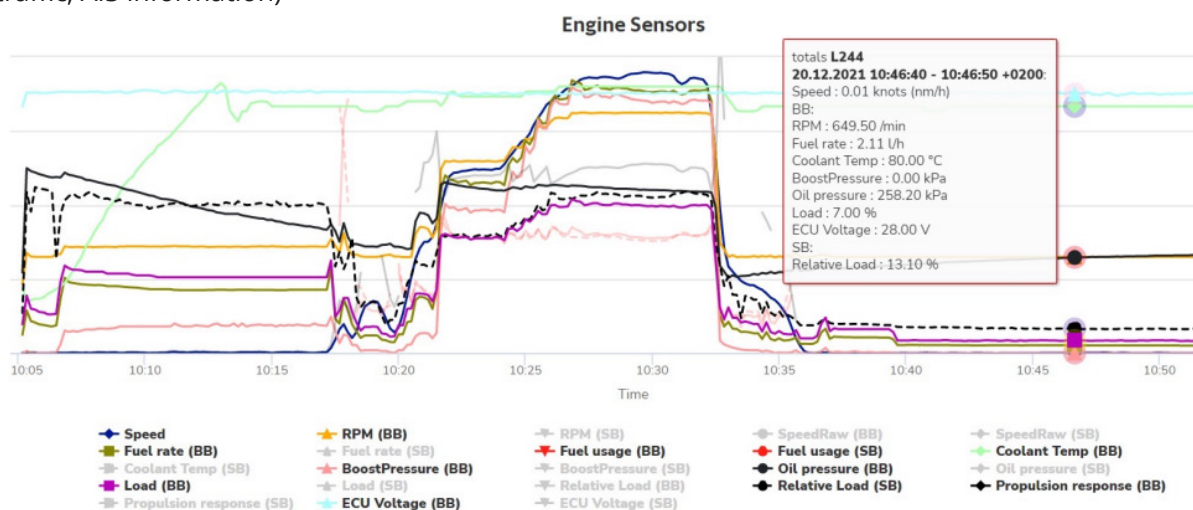 Engine Sensors
totals L244
20.12.2021 10:46:40 - 10:46:50 +0200:
Speed : 0.01 knots (nm/h)
BB:
RPM : 649.50 /min
Fuel rate : 2.11 l/h
Coolant Temp : 80.00 °C
BoostPressure : 0.00 kPa
Oil pressure : 258.20 kPa
Load : 7.00 %
ECU Voltage : 28.00 V
SB:
Relative Load : 13.10 %
10:05 10:10 10:15 10:20 10:25 10:30 10:35 10:40 10:45 10:50
Time
Speed RPM (BB) RPM (SB) SpeedRaw (BB) SpeedRaw (SB)
Fuel rate (BB) Fuel rate (SB) Fuel usage (BB) Fuel usage (SB) Coolant Temp (BB)
Coolant Temp (SB) BoostPressure (BB) BoostPressure (SB) Oil pressure (BB) Oil pressure (SB)
Load (BB) Load (SB) Relative Load (BB) Relative Load (SB) Propulsion response (BB)
Propulsion response (SB) ECU Voltage (BB) ECU Voltage (SB)